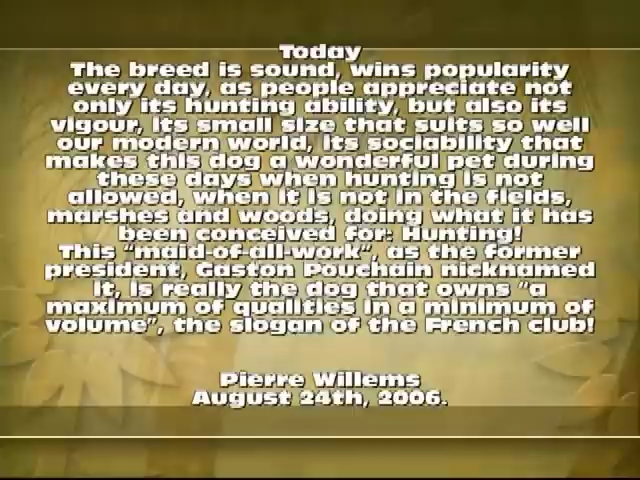 Today
The breed is sound, wins popularity
every day, as people appreciate not
only its hunting ability, but also its
vigour, its small size that suits so well
our modern world, its sociability that
makes this dog a wonderful pet during
these days when hunting is not
allowed, when it is not in the fields,
marshes and woods, doing what it has
been conceived for: Hunting!
This "maid-of-all-work", as the former
president, Gaston Pouchain nicknamed
it, is really the dog that owns "a
maximum of qualities in a minimum of
volume", the slogan of the French club!
Pierre Willems
August 24th, 2006.